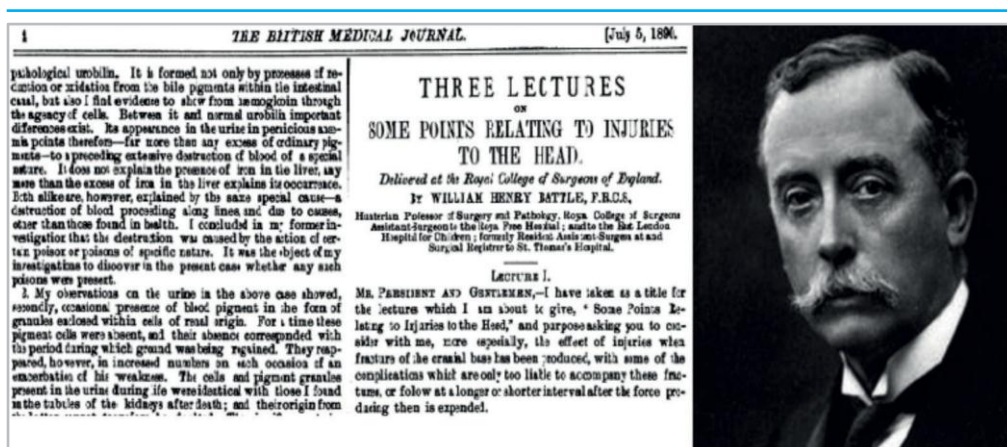 THE BRITISH MEDICAL JOURNAL.
[July 5, 1890.
pathological urobilin. It is formed not only by processes of re-
duction or oxidation from the bile pigments within the intestinal
canal, but also I find evidence to show from hæmoglobin through
the agency of cells. Between it and normal urobilin important
differences exist. Its appearance in the urine in pernicious anæ-
mia points therefore—far more than any excess of ordinary pig-
ments—to a preceding extensive destruction of blood of a special
nature. It does not explain the presence of iron in the liver, any
more than the excess of iron in the liver explains its occurrence.
Both alike are, however, explained by the same special cause—a
destruction of blood proceeding along lines, and due to causes,
other than those found in health. I concluded in my former in-
vestigation that the destruction was caused by the action of cer-
tain poison or poisons of specific nature. It was the object of my
investigations to discover in the present case whether any such
poisons were present.
2. My observations on the urine in the above case showed,
secondly, occasional presence of blood pigment in the form of
granules enclosed within cells of renal origin. For a time these
pigment cells were absent, and their absence corresponded with
the period during which ground was being regained. They reap-
peared, however, in increased numbers on each occasion of an
exacerbation of his weakness. The cells and pigment granules
present in the urine during life were identical with those I found
in the tubules of the kidneys after death; and their origin from
THREE LECTURES
ON
SOME POINTS RELATING TO INJURIES
TO THE HEAD.
Delivered at the Royal College of Surgeons of England.
BY WILLIAM HENRY BATTLE, F.R.C.S.,
Hunterian Professor of Surgery and Pathology, Royal College of Surgeons
Assistant-Surgeon to the Royal Free Hospital; and to the East London
Hospital for Children; formerly Resident Assistant-Surgeon at and
Surgical Registrar to St. Thomas's Hospital.
LECTURE I.
MR. PRESIDENT AND GENTLEMEN,—I have taken as a title for
the lectures which I am about to give, "Some Points Re-
lating to Injuries to the Head," and purpose asking you to con-
sider with me, more especially, the effect of injuries when
fracture of the cranial base has been produced, with some of the
complications which are only too liable to accompany these frac-
tures, or follow at a longer or shorter interval after the force pro-
ducing them is expended.